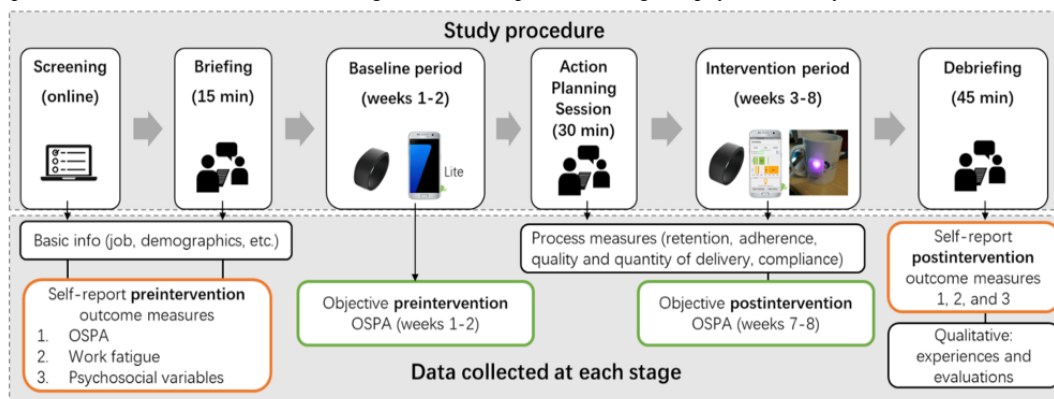 Study procedure
Screening
(online)
Briefing
(15 min)
Baseline period
(weeks 1-2)
Lite
Action
Planning
Session
(30 min)
Intervention period
(weeks 3-8)
Debriefing
(45 min)
Basic info (job, demographics, etc.)
Self-report preintervention
outcome measures
1. OSPA
2. Work fatigue
3. Psychosocial variables
Objective preintervention
OSPA (weeks 1-2)
Process measures (retention, adherence,
quality and quantity of delivery, compliance)
Objective postintervention
OSPA (weeks 7-8)
Self-report
postintervention
outcome measures
1, 2, and 3
Qualitative:
experiences and
evaluations
Data collected at each stage